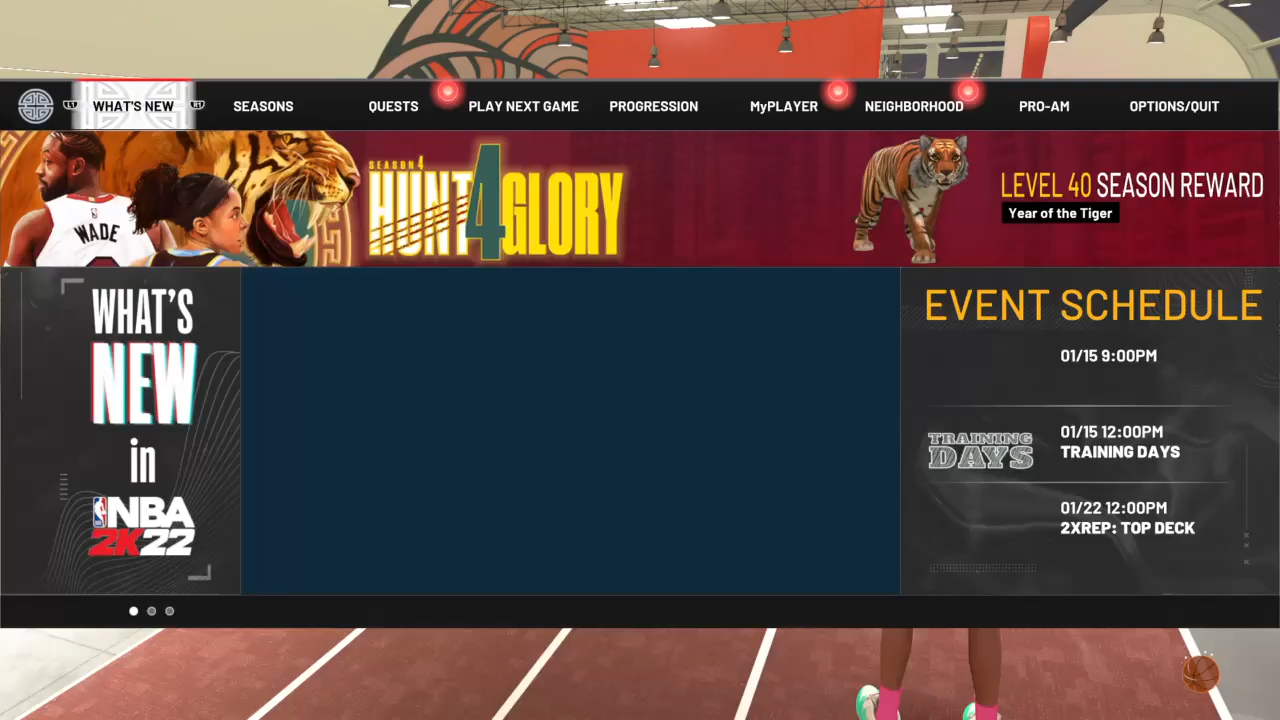 L1 WHAT'S NEW R1 SEASONS QUESTS PLAY NEXT GAME PROGRESSION MyPLAYER NEIGHBORHOOD PRO-AM OPTIONS/QUIT
WADE
SEASON 4
HUNT4GLORY
LEVEL 40 SEASON REWARD
Year of the Tiger
WHAT'S
NEW
in
NBA
2K22
EVENT SCHEDULE
01/15 9:00PM
TRAINING
DAYS
01/15 12:00PM
TRAINING DAYS
01/22 12:00PM
2XREP: TOP DECK